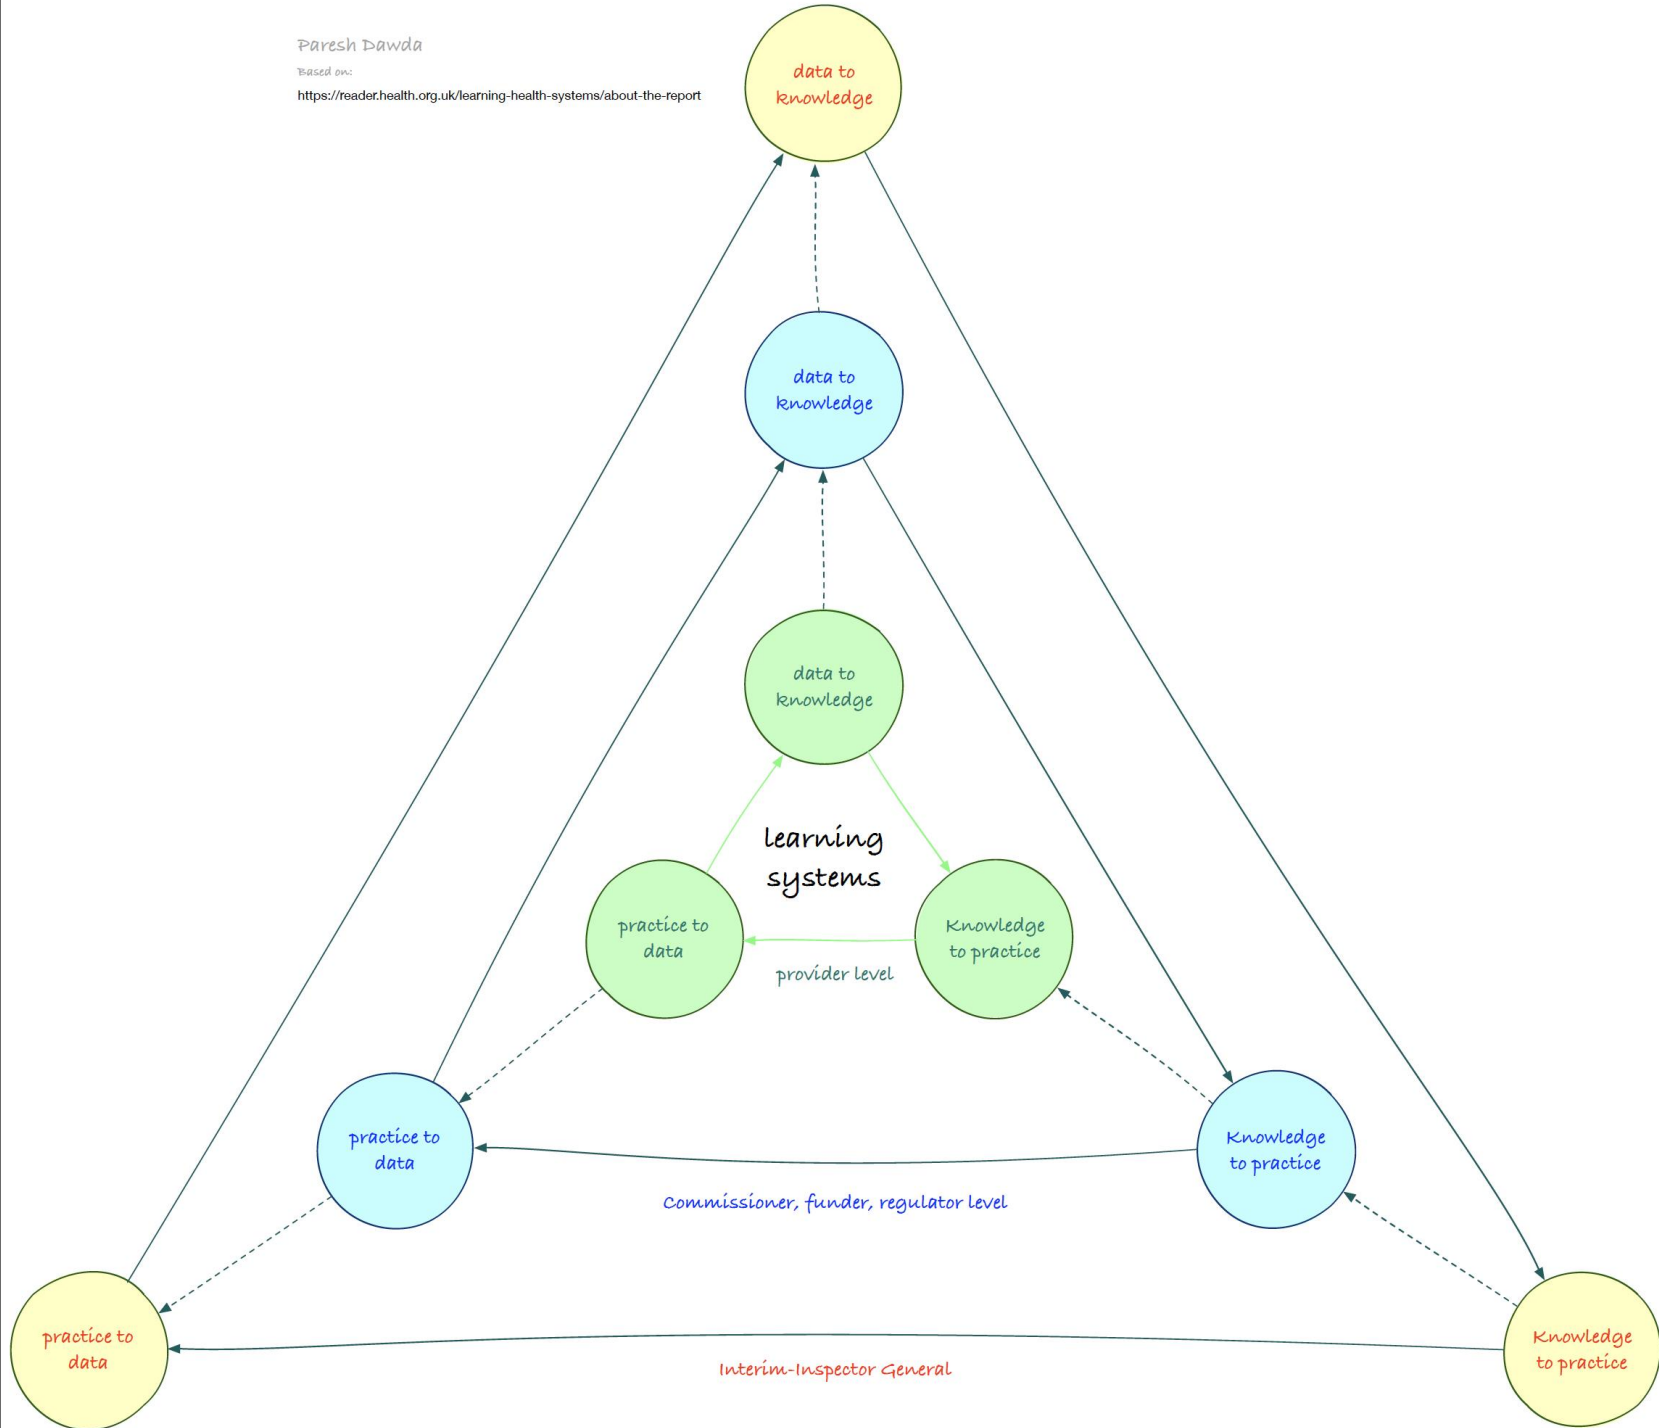 Paresh Dawda
Based on:
https://reader.health.org.uk/learning-health-systems/about-the-report
data to
knowledge
data to
knowledge
data to
knowledge
learning
systems
practice to
data
Knowledge
to practice
provider level
practice to
data
Knowledge
to practice
Commissioner, funder, regulator level
practice to
data
Knowledge
to practice
Interim-Inspector General